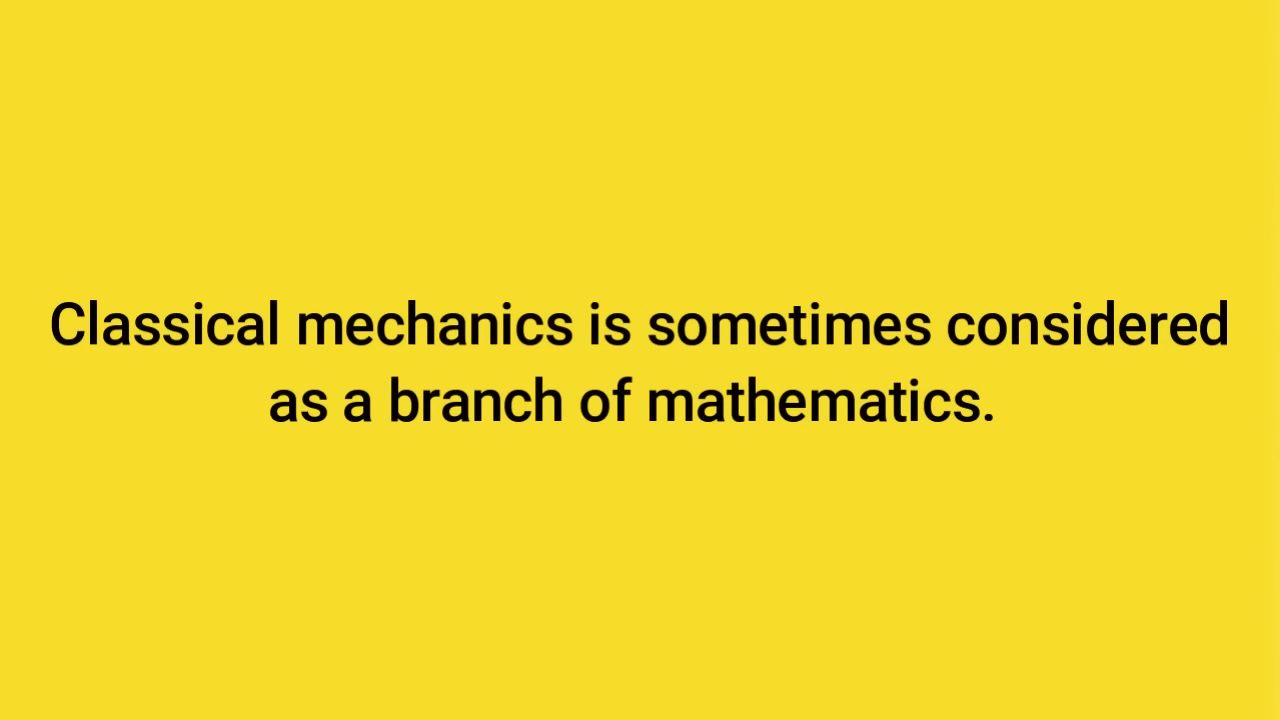 Classical mechanics is sometimes considered
as a branch of mathematics.